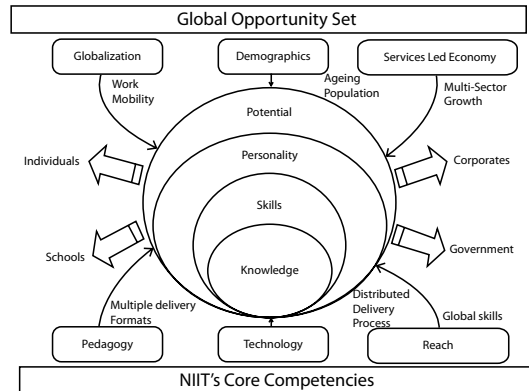 Global Opportunity Set
Globalization
Demographics
Services Led Economy
Work
Mobility
Ageing
Population
Multi-Sector
Growth
Potential
Individuals
Personality
Corporates
Skills
Schools
Government
Knowledge
Multiple delivery
Formats
Distributed
Delivery
Process
Global skills
Pedagogy
Technology
Reach
NIIT's Core Competencies